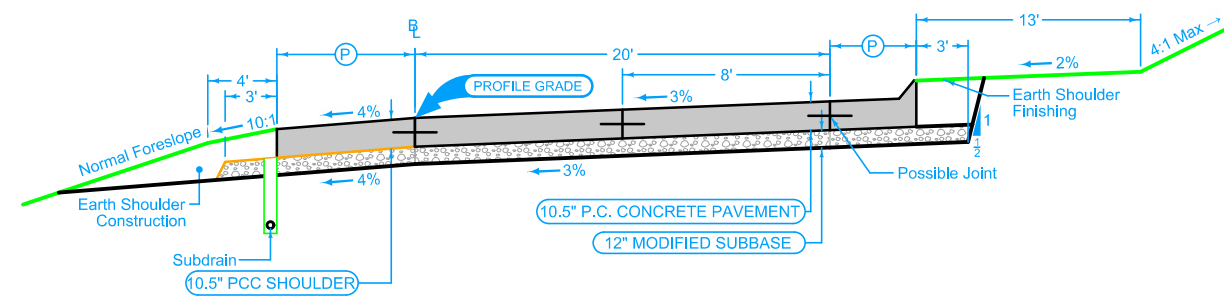 13'
B
L
P
20'
P
3'
4:1 Max
2%
4'
8'
3'
PROFILE GRADE
3%
Earth Shoulder
Finishing
4%
10:1
1
1/2
Normal Foreslope
3%
4%
Possible Joint
Earth Shoulder
Construction
10.5" P.C. CONCRETE PAVEMENT
12" MODIFIED SUBBASE
Subdrain
10.5" PCC SHOULDER